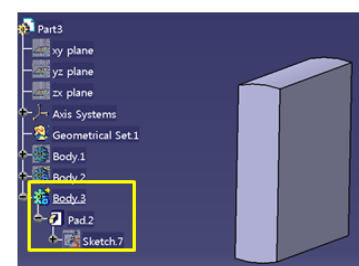 Part3
xy plane
yz plane
zx plane
Axis Systems
Geometrical Set.1
Body.1
Body.2
Body.3
Pad.2
Sketch.7